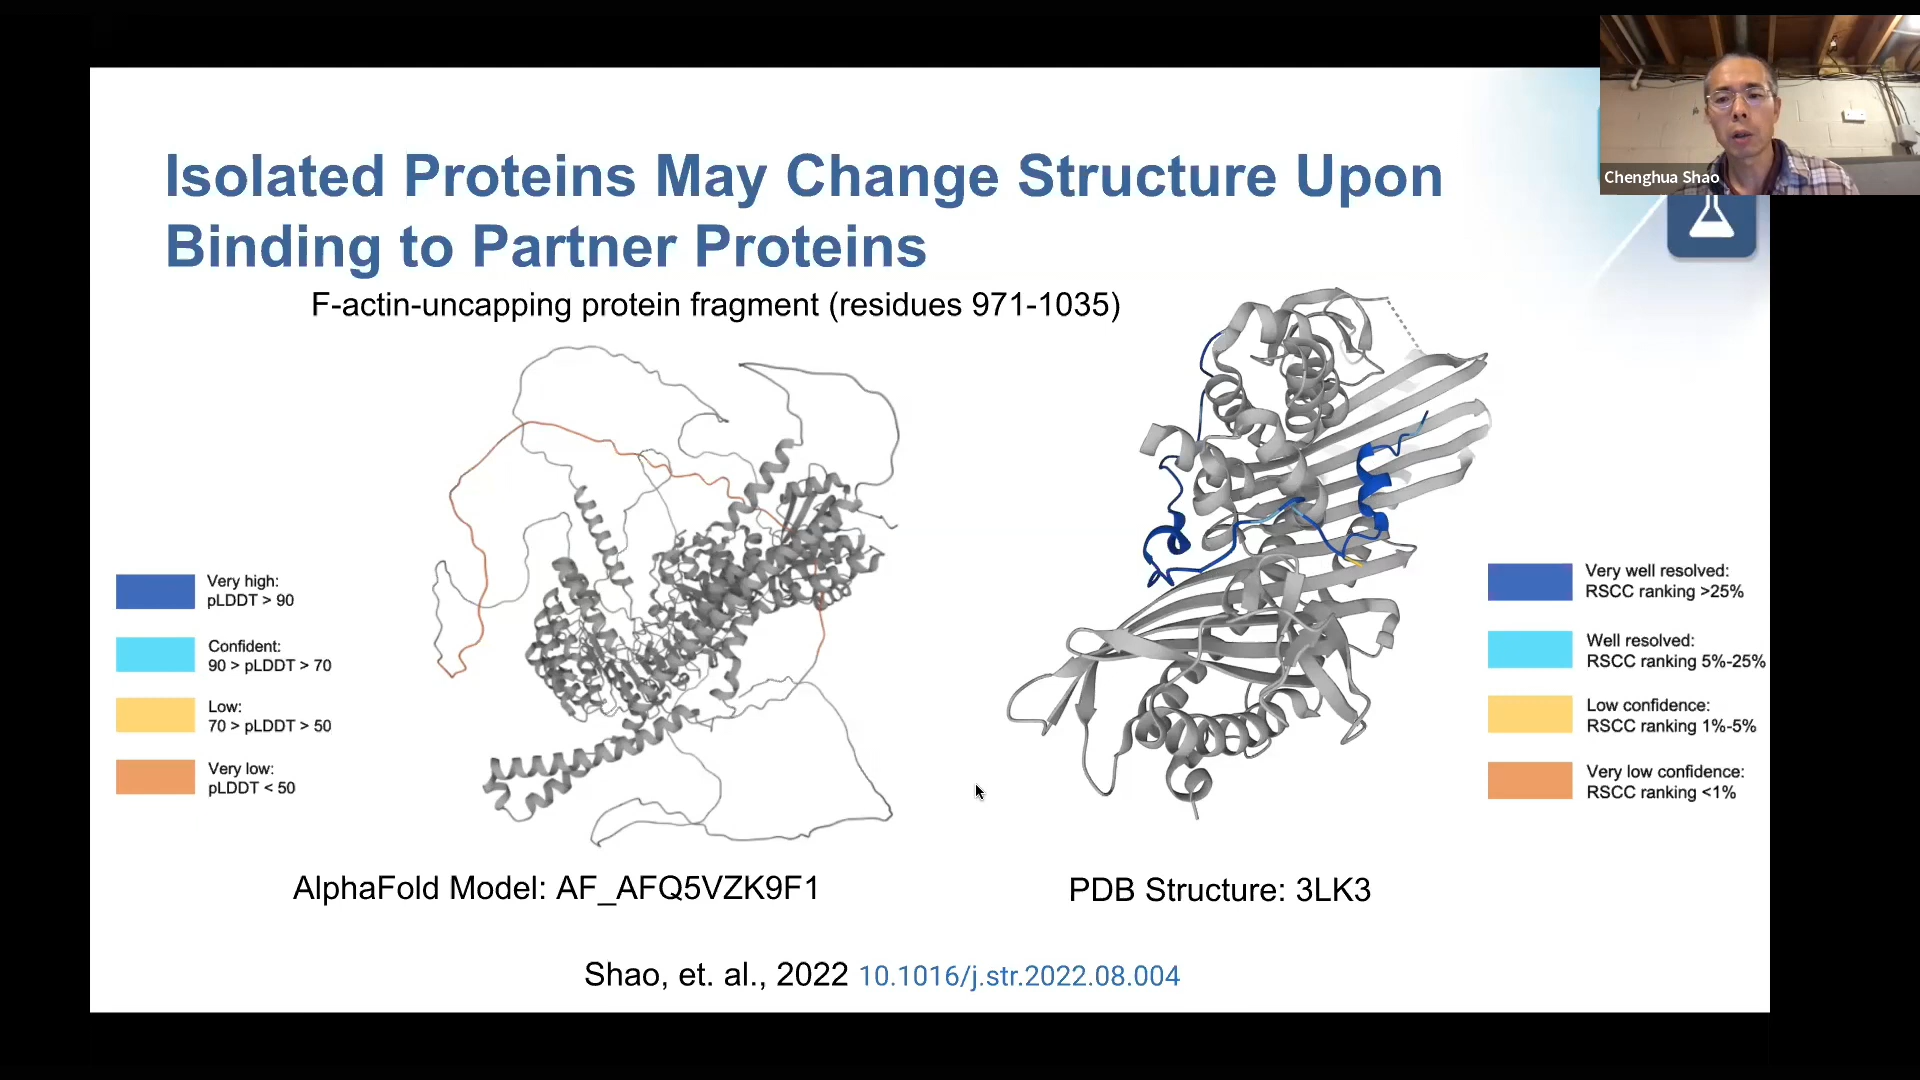 Isolated Proteins May Change Structure Upon
Binding to Partner Proteins
F-actin-uncapping protein fragment (residues 971-1035)
Chenghua Shao
Very high:
pLDDT > 90
Confident:
90 > pLDDT > 70
Low:
70 > pLDDT > 50
Very low:
pLDDT < 50
Very well resolved:
RSCC ranking >25%
Well resolved:
RSCC ranking 5%-25%
Low confidence:
RSCC ranking 1%-5%
Very low confidence:
RSCC ranking <1%
AlphaFold Model: AF_AFQ5VZK9F1
PDB Structure: 3LK3
Shao, et. al., 2022 10.1016/j.str.2022.08.004